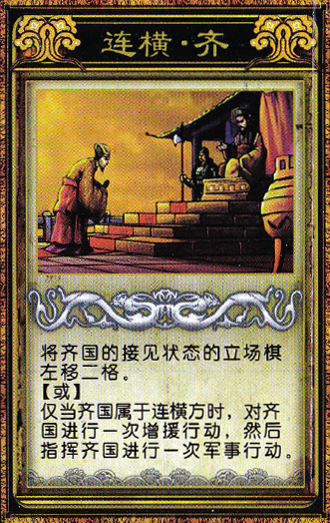 连横·齐
将齐国的接见状态的立场棋
左移二格。
【或】
仅当齐国属于连横方时，对齐
国进行一次增援行动，然后
指挥齐国进行一次军事行动。